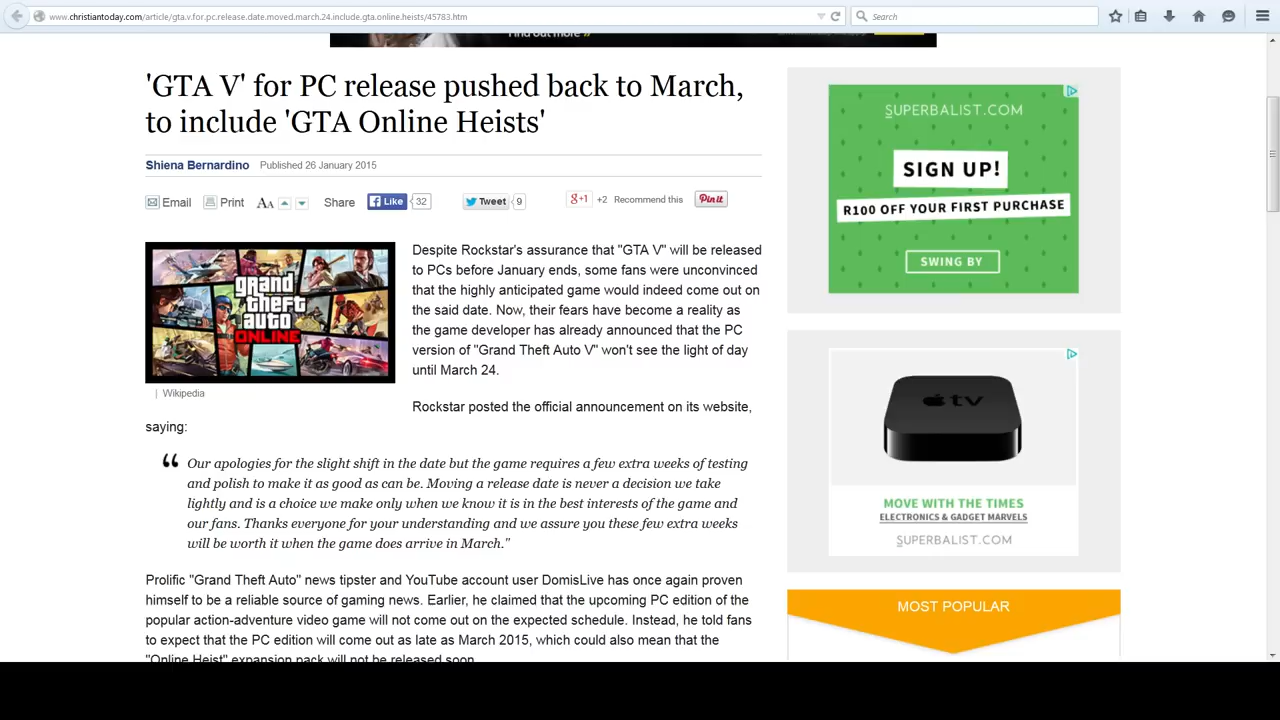 www.christiantoday.com/article/gta.v.for.pc.release.date.moved.march.24.include.gta.online.heists/45783.htm
Search
Find out more »
'GTA V' for PC release pushed back to March,
to include 'GTA Online Heists'
Shiena Bernardino Published 26 January 2015
Email Print AA Share Like 32 Tweet 9 g+1 +2 Recommend this Pin it
grand
theft
auto
ONLINE
| Wikipedia
Despite Rockstar's assurance that "GTA V" will be released
to PCs before January ends, some fans were unconvinced
that the highly anticipated game would indeed come out on
the said date. Now, their fears have become a reality as
the game developer has already announced that the PC
version of "Grand Theft Auto V" won't see the light of day
until March 24.
Rockstar posted the official announcement on its website,
saying:
“ Our apologies for the slight shift in the date but the game requires a few extra weeks of testing
and polish to make it as good as can be. Moving a release date is never a decision we take
lightly and is a choice we make only when we know it is in the best interests of the game and
our fans. Thanks everyone for your understanding and we assure you these few extra weeks
will be worth it when the game does arrive in March."
Prolific "Grand Theft Auto" news tipster and YouTube account user DomisLive has once again proven
himself to be a reliable source of gaming news. Earlier, he claimed that the upcoming PC edition of the
popular action-adventure video game will not come out on the expected schedule. Instead, he told fans
to expect that the PC edition will come out as late as March 2015, which could also mean that the
"Online Heist" expansion pack will not be released soon.
SUPERBALIST.COM
SIGN UP!
R100 OFF YOUR FIRST PURCHASE
SWING BY
tv
MOVE WITH THE TIMES
ELECTRONICS & GADGET MARVELS
SUPERBALIST.COM
MOST POPULAR